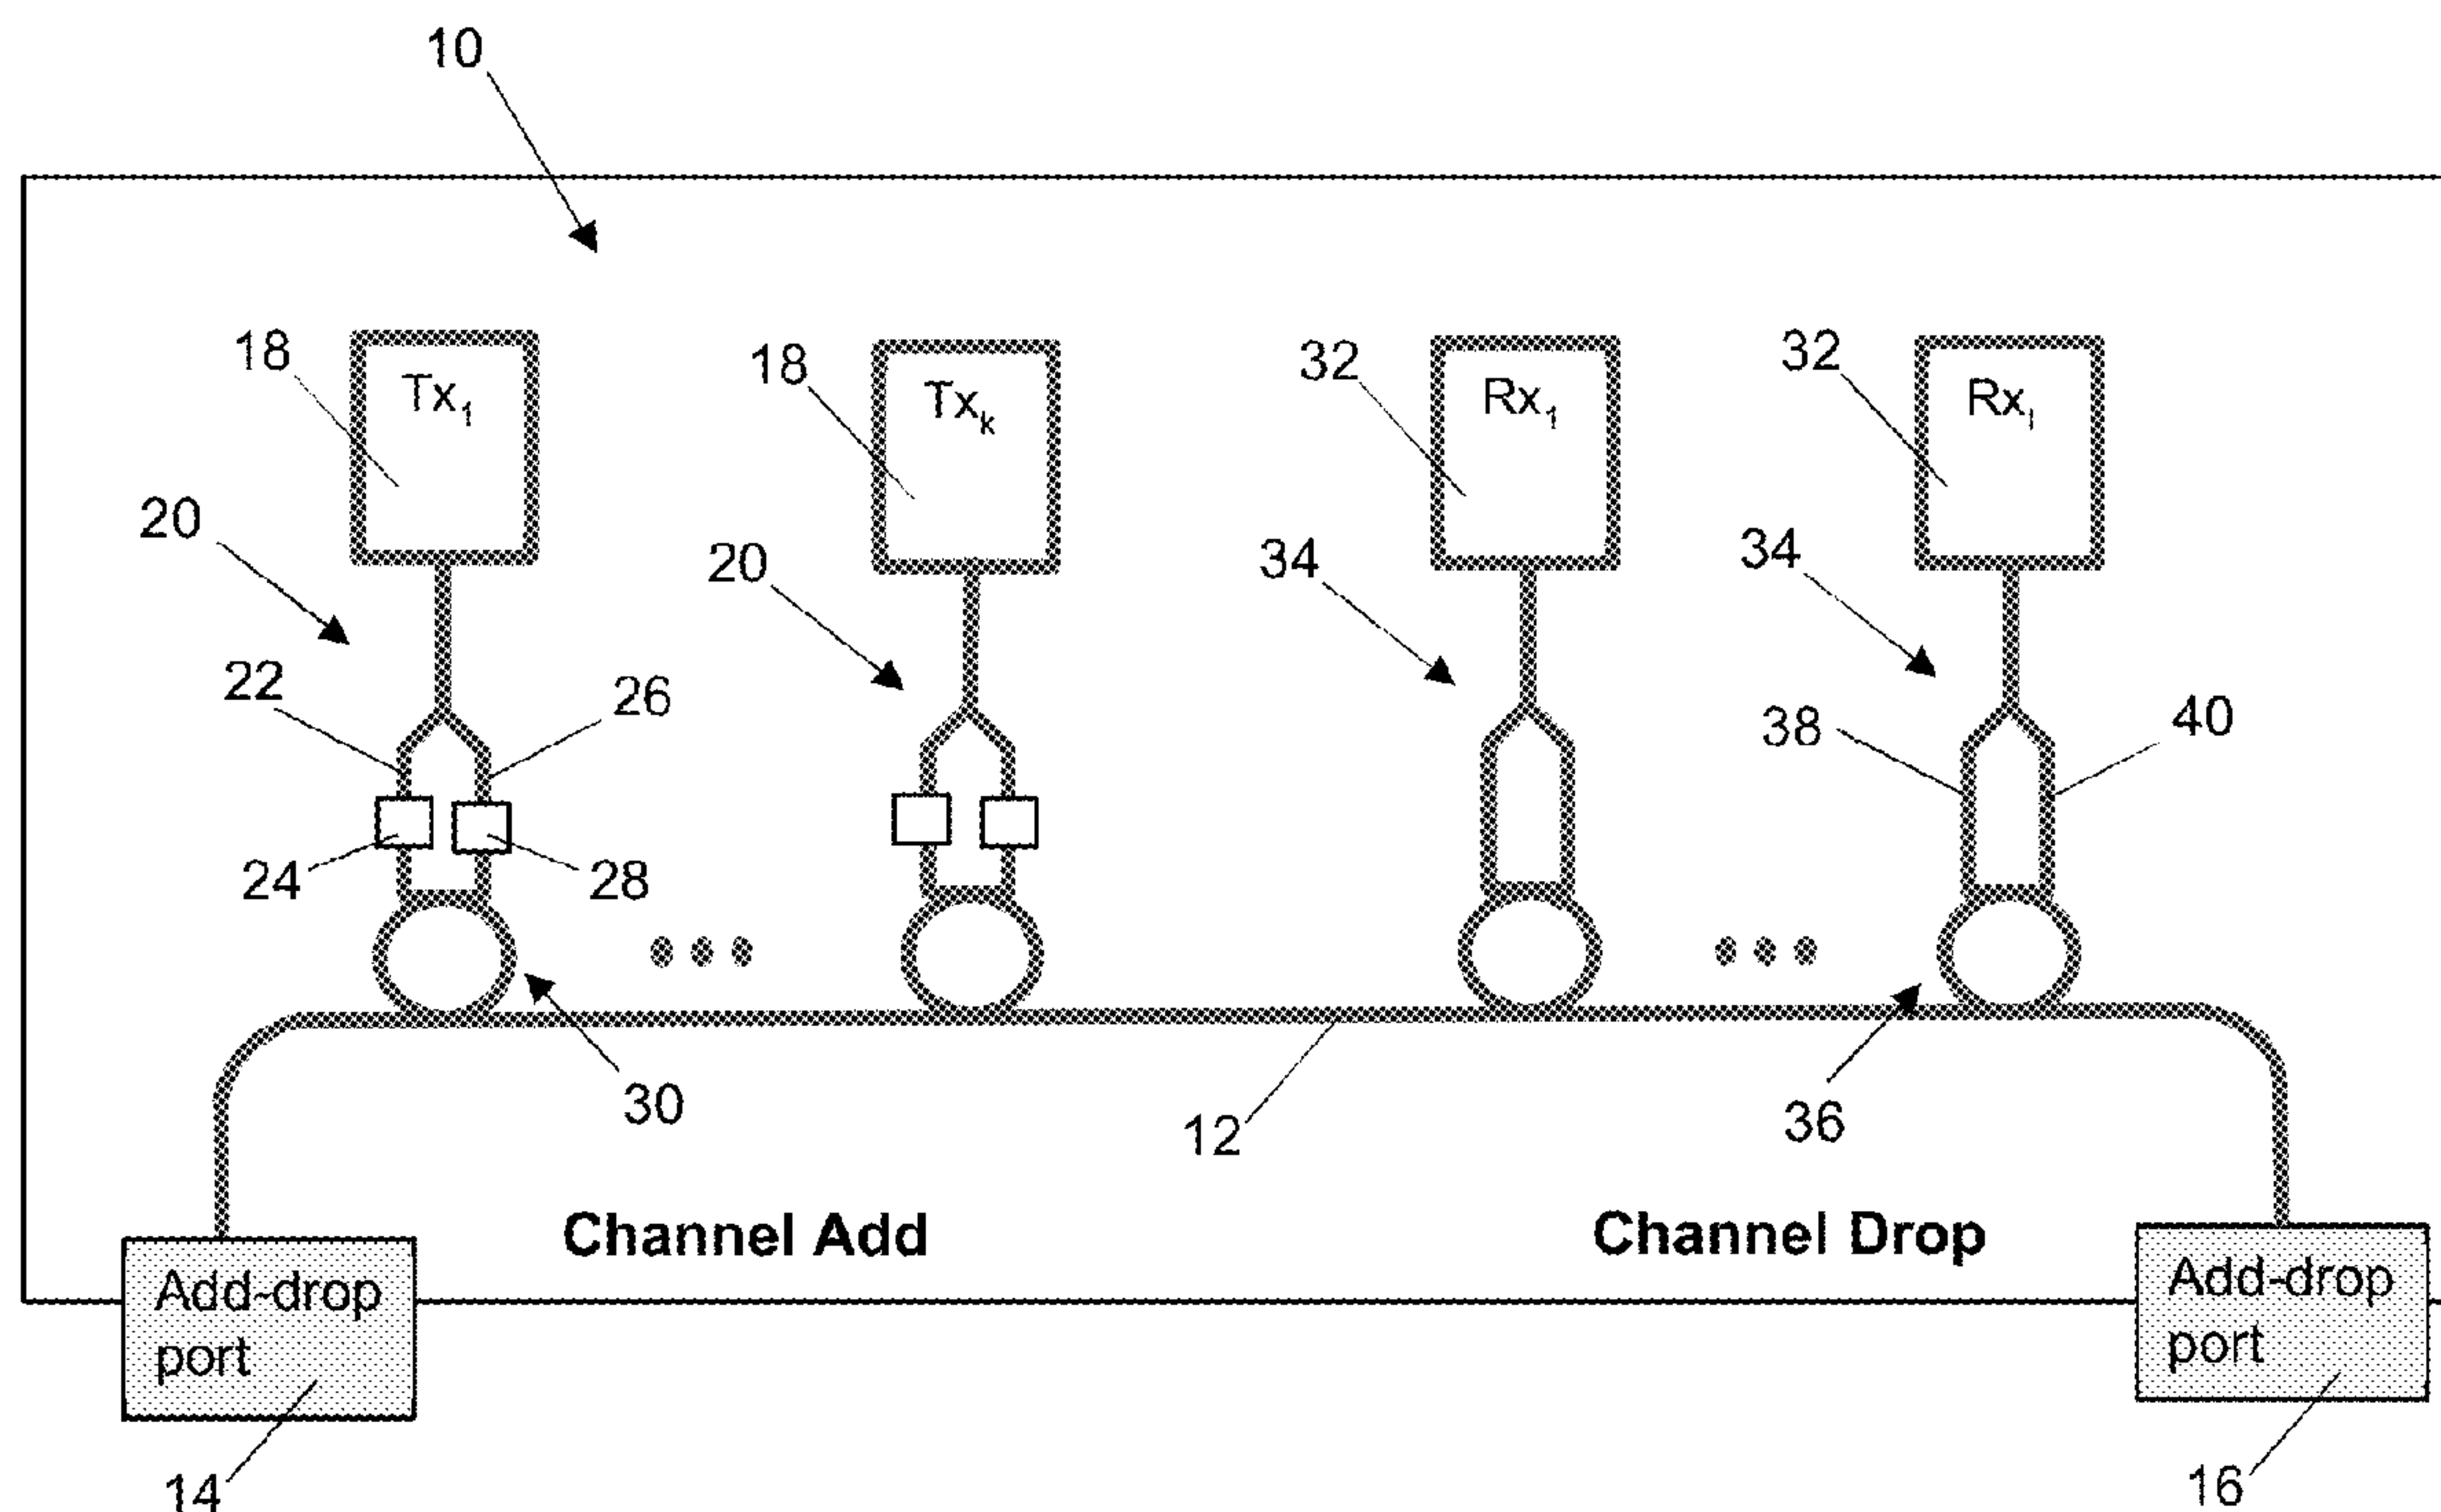 10
18 Tx₁ 18 Txₖ 32 Rx₁ 32 Rxₗ
20 20 34 34
22 26 38 40
24 28
30 12 36
Channel Add Channel Drop
Add-drop port Add-drop port
14 16